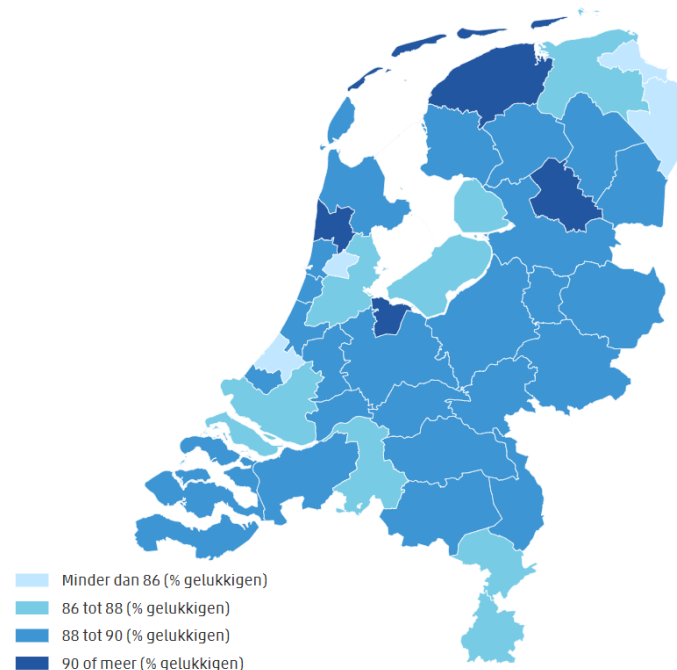 Minder dan 86 (% gelukkigen)
86 tot 88 (% gelukkigen)
88 tot 90 (% gelukkigen)
90 of meer (% gelukkigen)